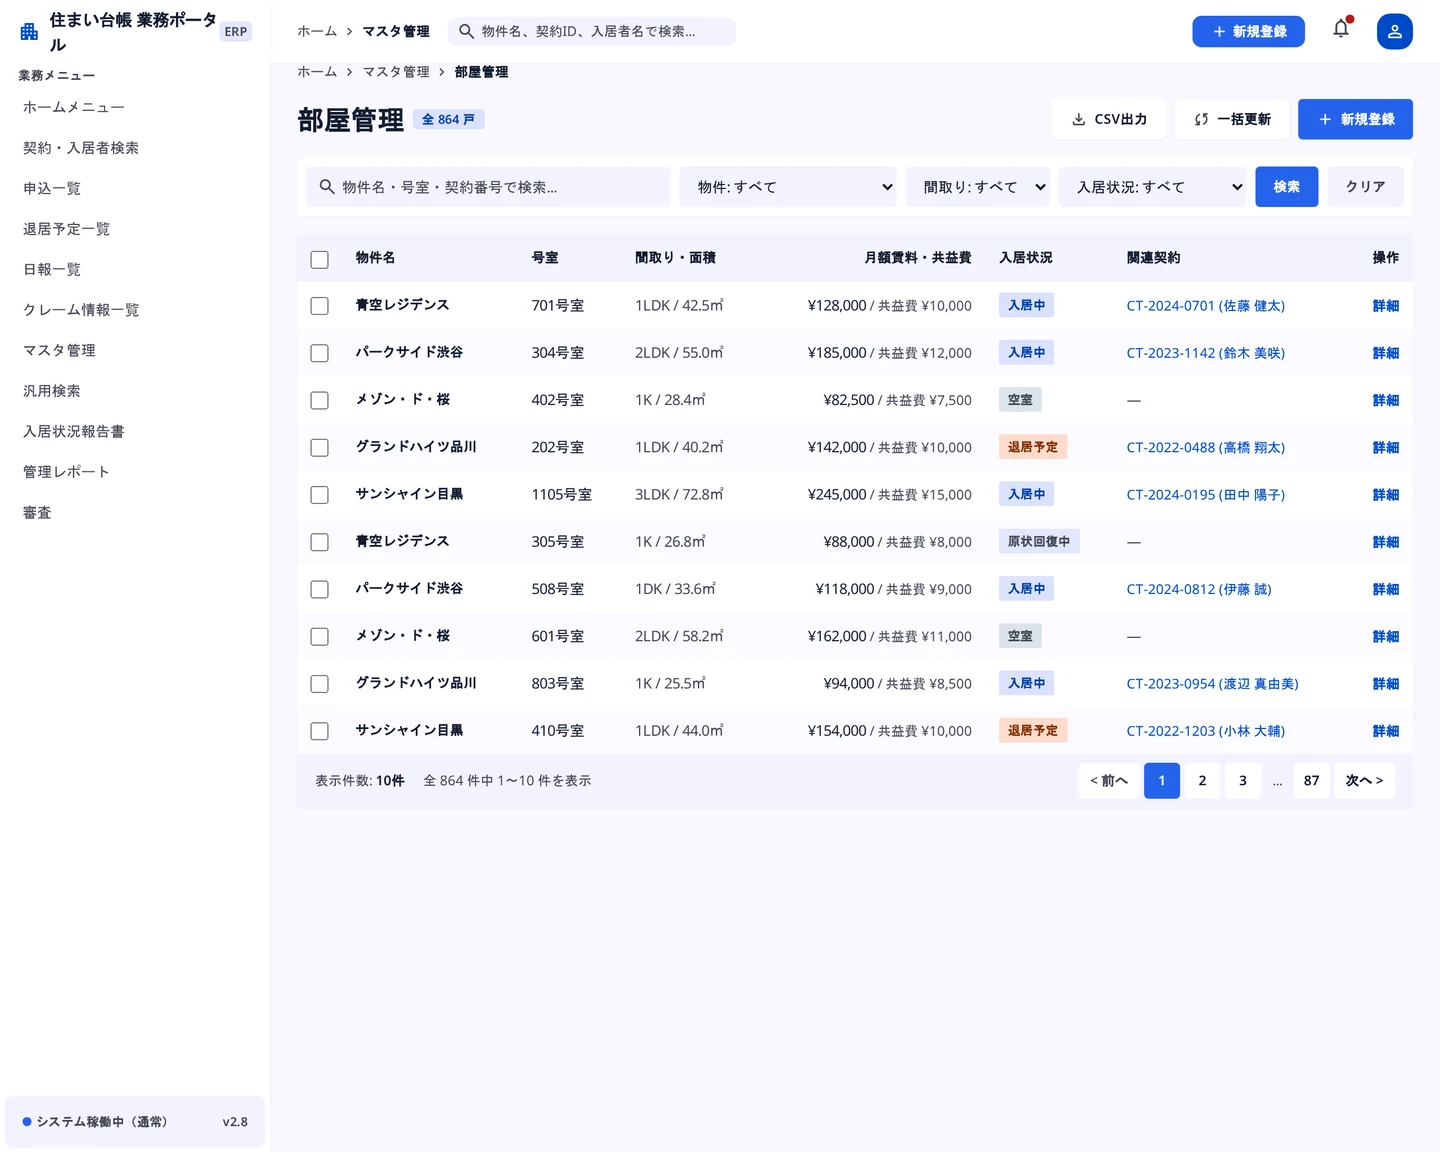 住まい台帳 業務ポータ
ル
ERP
業務メニュー
ホームメニュー
契約・入居者検索
申込一覧
退居予定一覧
日報一覧
クレーム情報一覧
マスタ管理
汎用検索
入居状況報告書
管理レポート
審査
システム稼働中（通常） v2.8
ホーム > マスタ管理
物件名、契約ID、入居者名で検索...
+ 新規登録
ホーム > マスタ管理 > 部屋管理
部屋管理 全 864 戸
CSV出力 一括更新 + 新規登録
物件名・号室・契約番号で検索... 物件: すべて 間取り: すべて 入居状況: すべて 検索 クリア
物件名 号室 間取り・面積 月額賃料・共益費 入居状況 関連契約 操作
青空レジデンス 701号室 1LDK / 42.5㎡ ¥128,000 / 共益費 ¥10,000 入居中 CT-2024-0701 (佐藤 健太) 詳細
パークサイド渋谷 304号室 2LDK / 55.0㎡ ¥185,000 / 共益費 ¥12,000 入居中 CT-2023-1142 (鈴木 美咲) 詳細
メゾン・ド・桜 402号室 1K / 28.4㎡ ¥82,500 / 共益費 ¥7,500 空室 — 詳細
グランドハイツ品川 202号室 1LDK / 40.2㎡ ¥142,000 / 共益費 ¥10,000 退居予定 CT-2022-0488 (高橋 翔太) 詳細
サンシャイン目黒 1105号室 3LDK / 72.8㎡ ¥245,000 / 共益費 ¥15,000 入居中 CT-2024-0195 (田中 陽子) 詳細
青空レジデンス 305号室 1K / 26.8㎡ ¥88,000 / 共益費 ¥8,000 原状回復中 — 詳細
パークサイド渋谷 508号室 1DK / 33.6㎡ ¥118,000 / 共益費 ¥9,000 入居中 CT-2024-0812 (伊藤 誠) 詳細
メゾン・ド・桜 601号室 2LDK / 58.2㎡ ¥162,000 / 共益費 ¥11,000 空室 — 詳細
グランドハイツ品川 803号室 1K / 25.5㎡ ¥94,000 / 共益費 ¥8,500 入居中 CT-2023-0954 (渡辺 真由美) 詳細
サンシャイン目黒 410号室 1LDK / 44.0㎡ ¥154,000 / 共益費 ¥10,000 退居予定 CT-2022-1203 (小林 大輔) 詳細
表示件数: 10件 全 864 件中 1〜10 件を表示 < 前へ 1 2 3 ... 87 次へ >